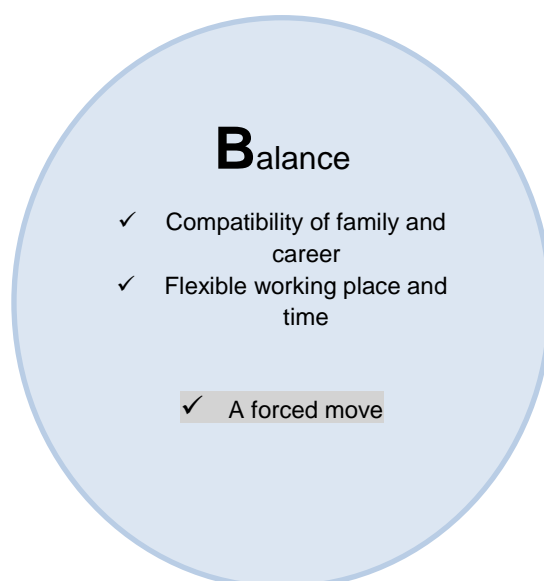 Balance
✓ Compatibility of family and
career
✓ Flexible working place and
time
✓ A forced move